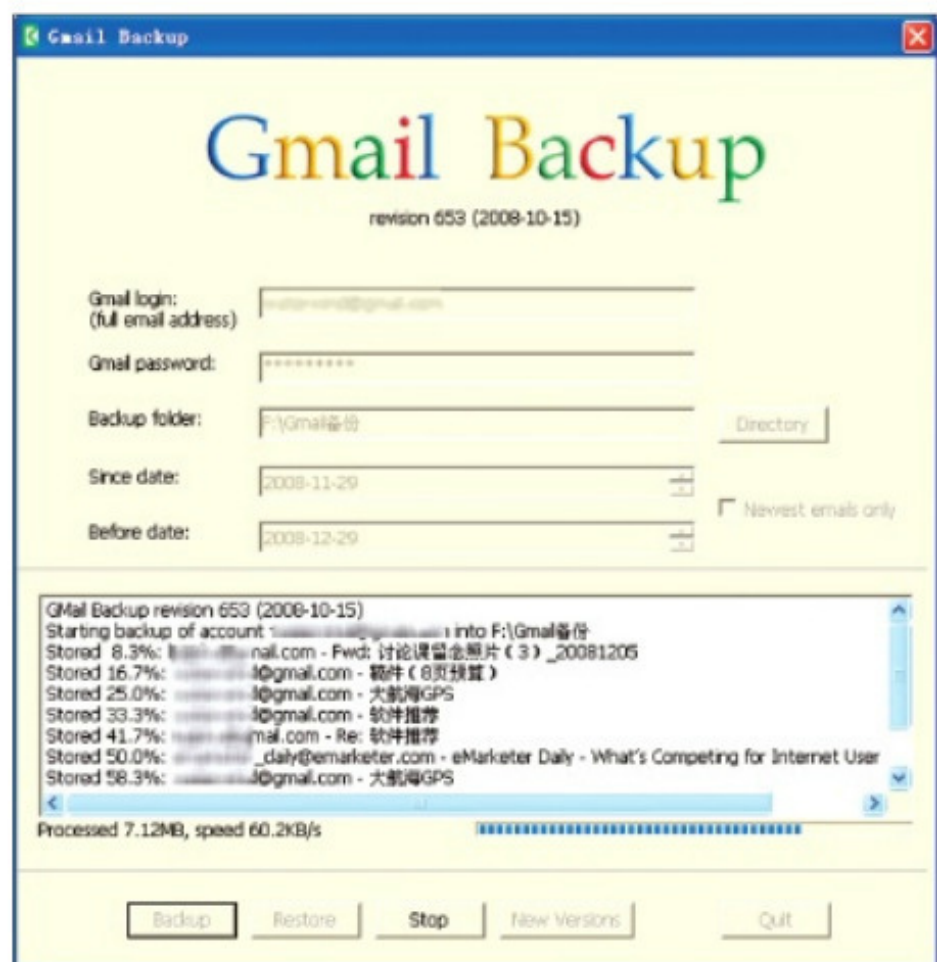 Gmail Backup
Gmail Backup
revision 653 (2008-10-15)
Gmail login:
(full email address)
@gmail.com
Gmail password:
*********
Backup folder:
F:\Gmail备份
Directory
Since date:
2008-11-29
Newest emails only
Before date:
2008-12-29
GMail Backup revision 653 (2008-10-15)
Starting backup of account into F:\Gmail备份
Stored 8.3%: mail.com - Fwd: 讨论课留念照片(3)_20081205
Stored 16.7%: @gmail.com - 稿件(8页预算)
Stored 25.0%: @gmail.com - 大航海GPS
Stored 33.3%: @gmail.com - 软件推荐
Stored 41.7%: mail.com - Re: 软件推荐
Stored 50.0%: _daily@emarketer.com - eMarketer Daily - What's Competing for Internet User
Stored 58.3%: @gmail.com - 大航海GPS
Processed 7.12MB, speed 60.2KB/s
Backup
Restore
Stop
New Versions
Quit